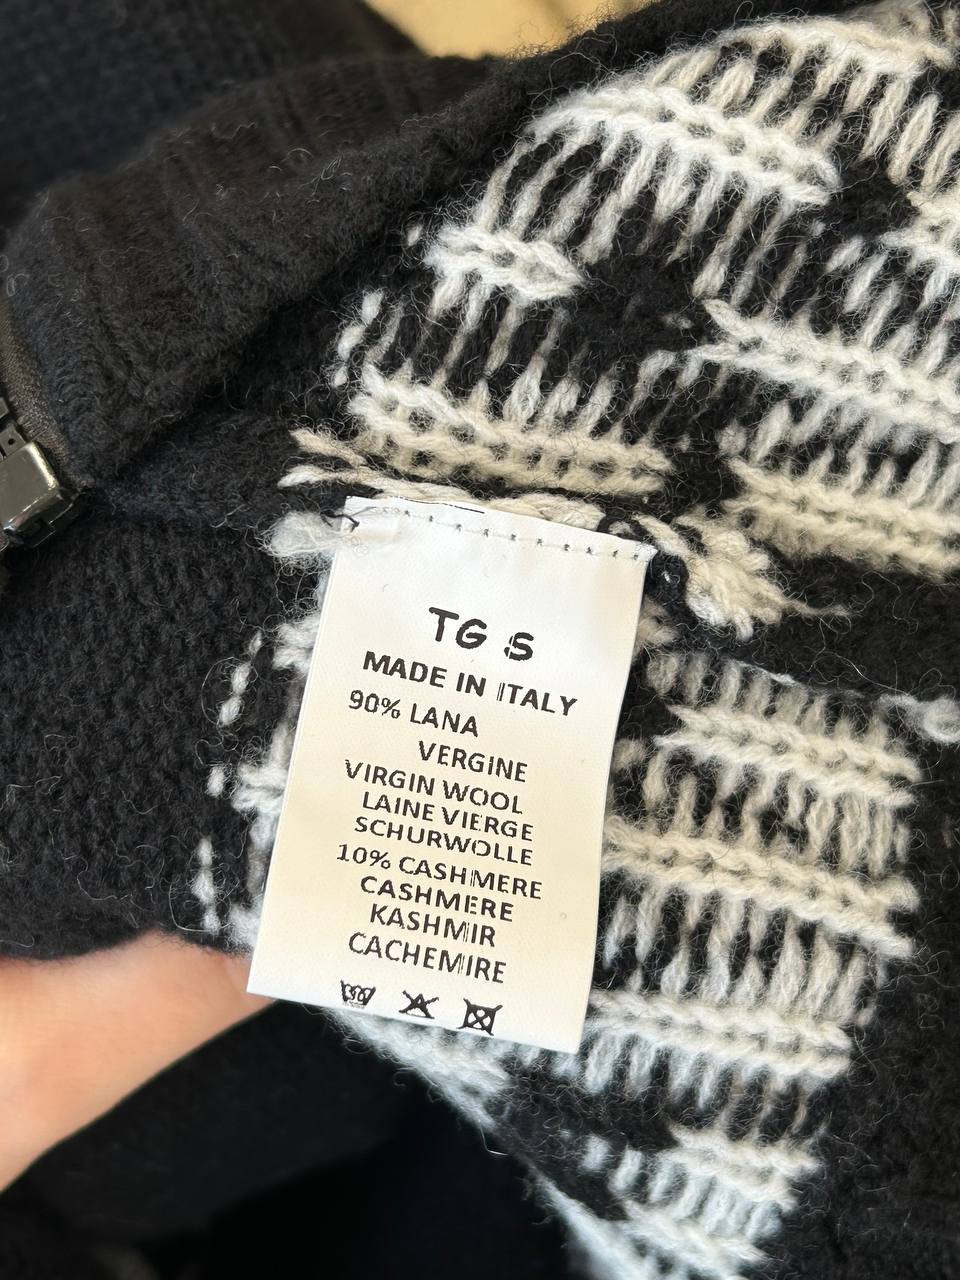 TG S
MADE IN ITALY
90% LANA
VERGINE
VIRGIN WOOL
LAINE VIERGE
SCHURWOLLE
10% CASHMERE
CASHMERE
KASHMIR
CACHEMIRE